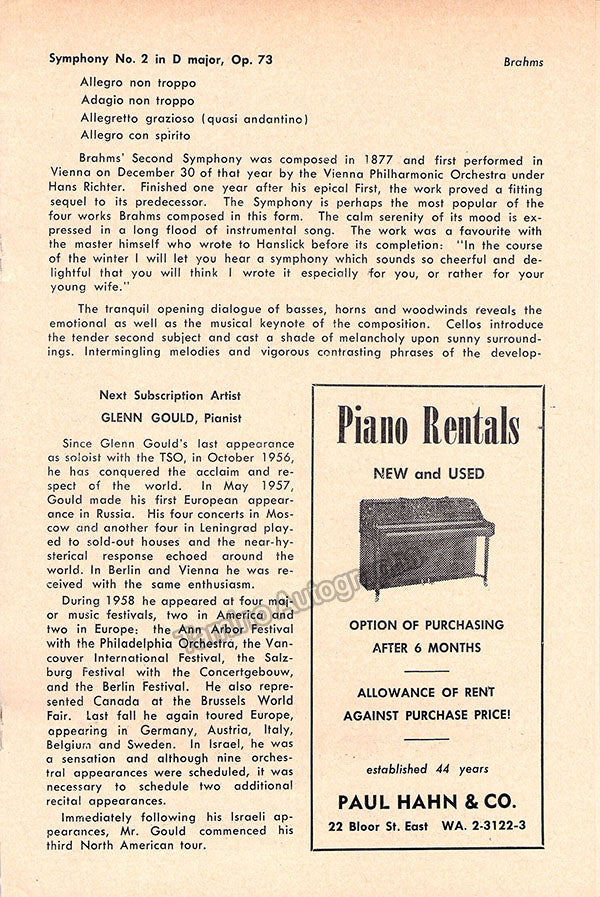 Symphony No. 2 in D major, Op. 73 Brahms
Allegro non troppo
Adagio non troppo
Allegretto grazioso (quasi andantino)
Allegro con spirito
Brahms' Second Symphony was composed in 1877 and first performed in
Vienna on December 30 of that year by the Vienna Philharmonic Orchestra under
Hans Richter. Finished one year after his epical First, the work proved a fitting
sequel to its predecessor. The Symphony is perhaps the most popular of the
four works Brahms composed in this form. The calm serenity of its mood is ex-
pressed in a long flood of instrumental song. The work was a favourite with
the master himself who wrote to Hanslick before its completion: "In the course
of the winter I will let you hear a symphony which sounds so cheerful and de-
lightful that you will think I wrote it especially for you, or rather for your
young wife."
The tranquil opening dialogue of basses, horns and woodwinds reveals the
emotional as well as the musical keynote of the composition. Cellos introduce
the tender second subject and cast a shade of melancholy upon sunny surround-
ings. Intermingling melodies and vigorous contrasting phrases of the develop-
Next Subscription Artist
GLENN GOULD, Pianist
Since Glenn Gould's last appearance
as soloist with the TSO, in October 1956,
he has conquered the acclaim and re-
spect of the world. In May 1957,
Gould made his first European appear-
ance in Russia. His four concerts in Mos-
cow and another four in Leningrad play-
ed to sold-out houses and the near-hy-
sterical response echoed around the
world. In Berlin and Vienna he was re-
ceived with the same enthusiasm.
During 1958 he appeared at four maj-
or music festivals, two in America and
two in Europe: the Ann Arbor Festival
with the Philadelphia Orchestra, the Van-
couver International Festival, the Salz-
burg Festival with the Concertgebouw,
and the Berlin Festival. He also repre-
sented Canada at the Brussels World
Fair. Last fall he again toured Europe,
appearing in Germany, Austria, Italy,
Belgium and Sweden. In Israel, he was
a sensation and although nine orches-
tral appearances were scheduled, it was
necessary to schedule two additional
recital appearances.
Immediately following his Israeli ap-
pearances, Mr. Gould commenced his
third North American tour.
Piano Rentals
NEW and USED
OPTION OF PURCHASING
AFTER 6 MONTHS
ALLOWANCE OF RENT
AGAINST PURCHASE PRICE!
established 44 years
PAUL HAHN & CO.
22 Bloor St. East WA. 2-3122-3
Tamino Autographs